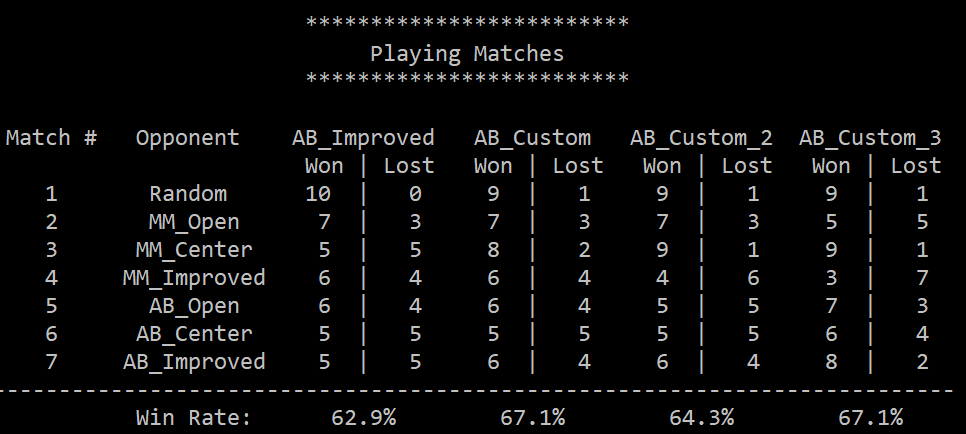 **************************
Playing Matches
**************************
Match # Opponent AB_Improved AB_Custom AB_Custom_2 AB_Custom_3
Won | Lost Won | Lost Won | Lost Won | Lost
1 Random 10 | 0 9 | 1 9 | 1 9 | 1
2 MM_Open 7 | 3 7 | 3 7 | 3 5 | 5
3 MM_Center 5 | 5 8 | 2 9 | 1 9 | 1
4 MM_Improved 6 | 4 6 | 4 4 | 6 3 | 7
5 AB_Open 6 | 4 6 | 4 5 | 5 7 | 3
6 AB_Center 5 | 5 5 | 5 5 | 5 6 | 4
7 AB_Improved 5 | 5 6 | 4 6 | 4 8 | 2
--------------------------------------------------------------------------
Win Rate: 62.9% 67.1% 64.3% 67.1%